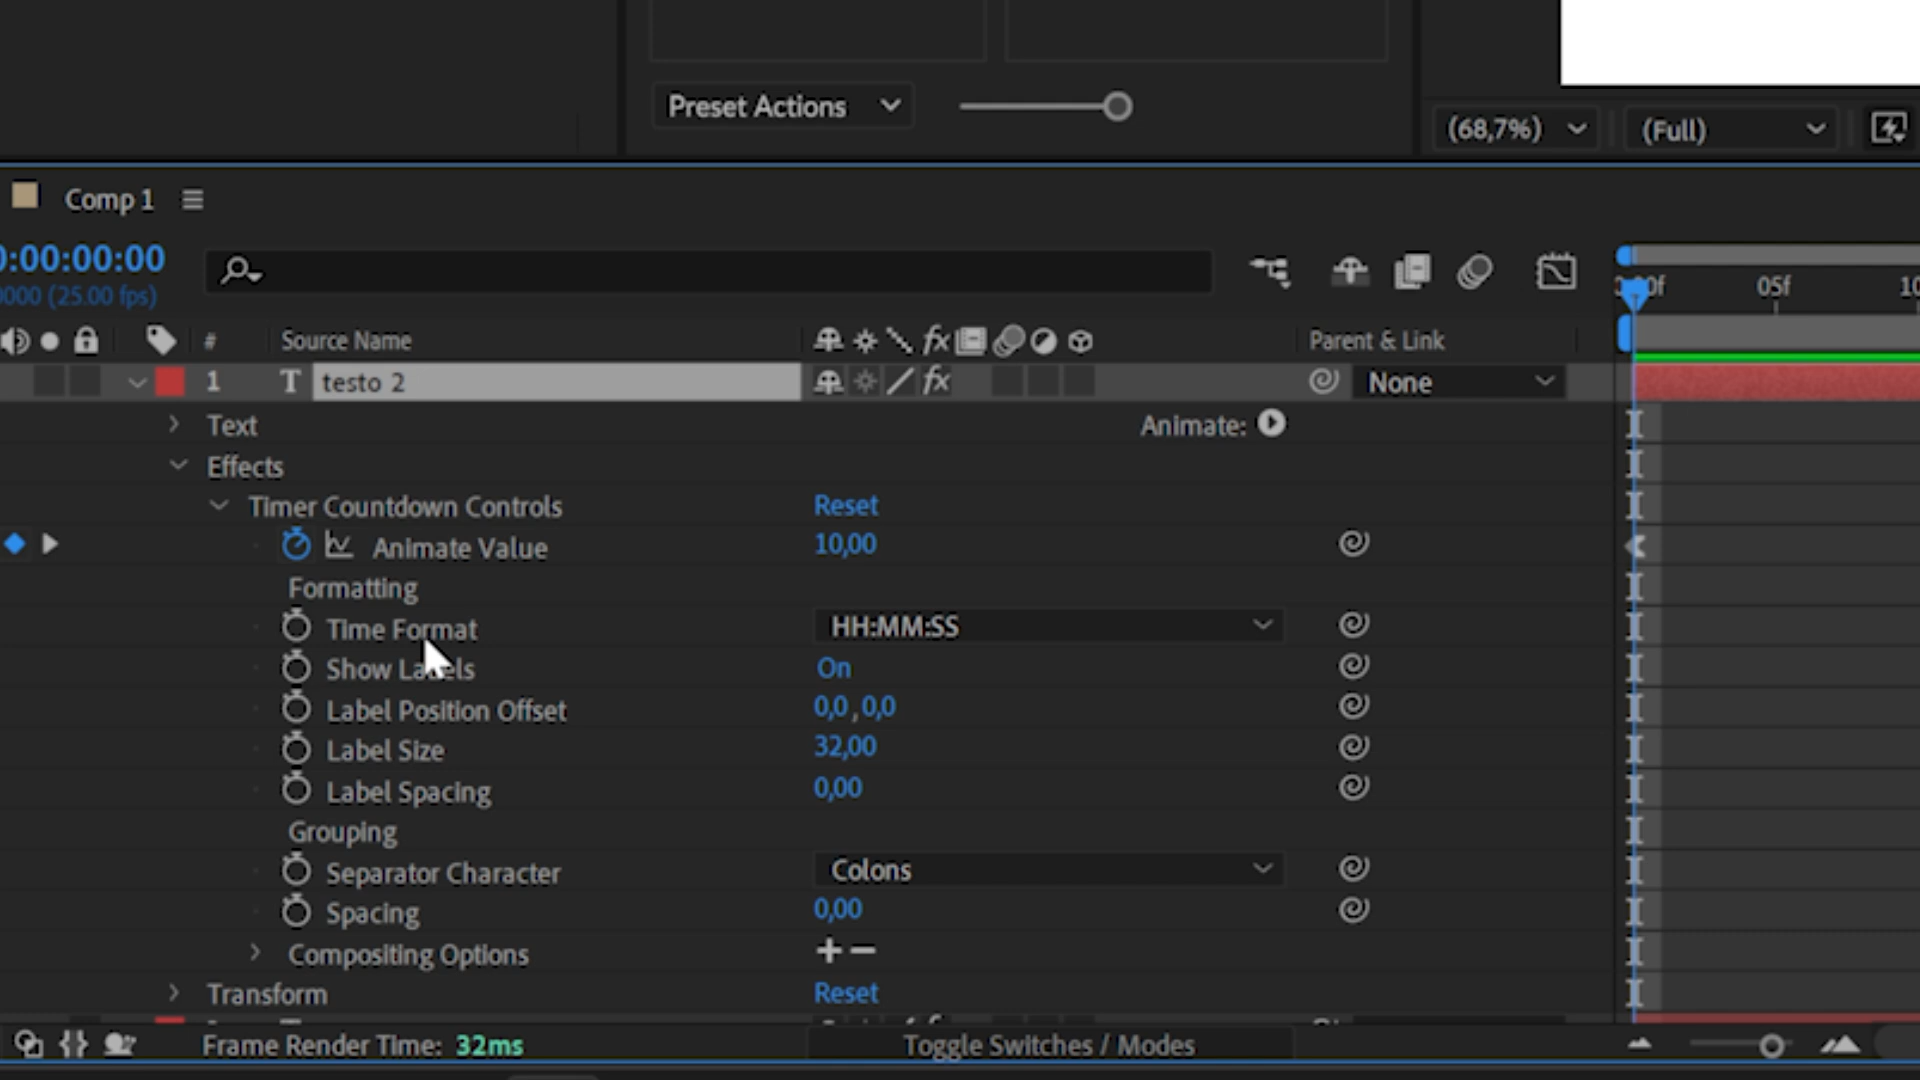 Preset Actions
(68,7%)
(Full)
Comp 1
0:00:00:00
0000 (25.00 fps)
05f
# Source Name
fx
Parent & Link
1 T testo 2
fx
None
Text
Animate:
Effects
Timer Countdown Controls
Reset
Animate Value
10,00
Formatting
Time Format
HH:MM:SS
Show Labels
On
Label Position Offset
0,0,0,0
Label Size
32,00
Label Spacing
0,00
Grouping
Separator Character
Colons
Spacing
0,00
Compositing Options
+ −
Transform
Reset
Frame Render Time: 32ms
Toggle Switches / Modes